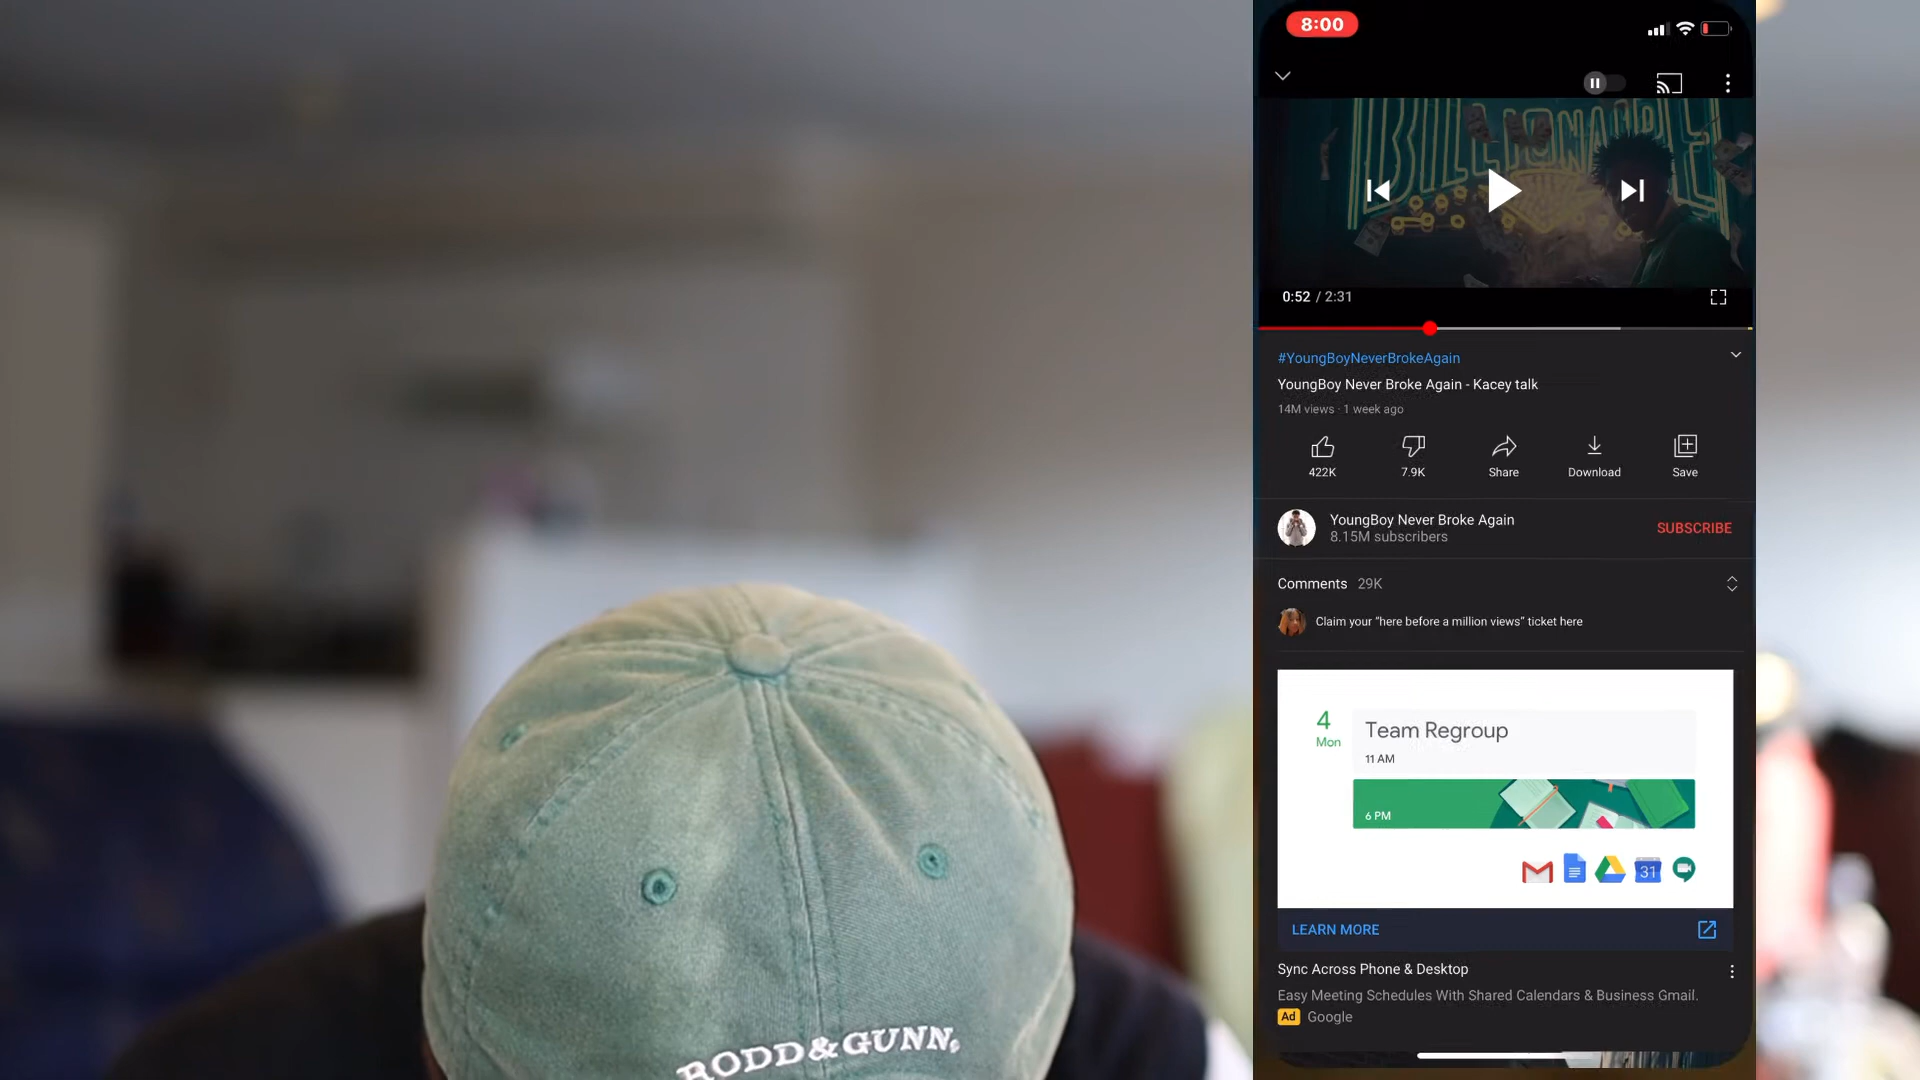 8:00
BILLIONAIRE
0:52 / 2:31
#YoungBoyNeverBrokeAgain
YoungBoy Never Broke Again - Kacey talk
14M views · 1 week ago
422K
7.9K
Share
Download
Save
YoungBoy Never Broke Again
8.15M subscribers
SUBSCRIBE
Comments 29K
Claim your "here before a million views" ticket here
4
Mon
Team Regroup
11 AM
6 PM
31
LEARN MORE
Sync Across Phone & Desktop
Easy Meeting Schedules With Shared Calendars & Business Gmail.
Ad Google
RODD&GUNN®